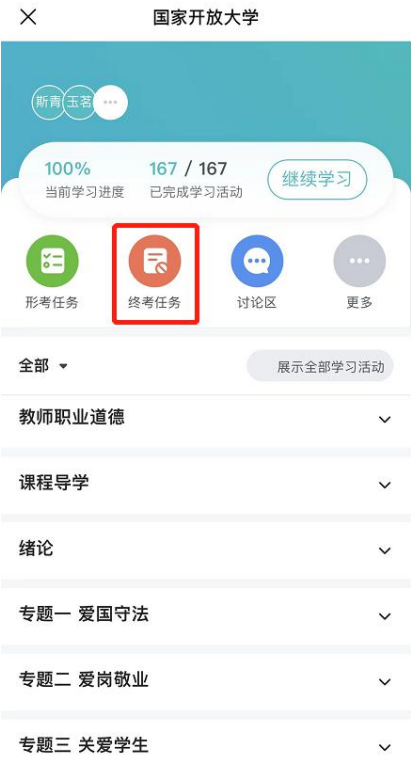 国家开放大学
斯青 玉茗
100% 167 / 167 继续学习
当前学习进度 已完成学习活动
形考任务 终考任务 讨论区 更多
全部 展示全部学习活动
教师职业道德
课程导学
绪论
专题一 爱国守法
专题二 爱岗敬业
专题三 关爱学生